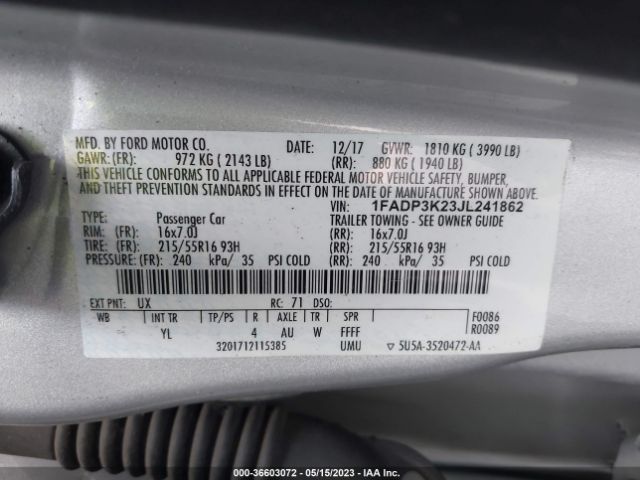 MFD. BY FORD MOTOR CO. DATE: 12/17 GVWR: 1810 KG ( 3990 LB)
GAWR:(FR): 972 KG ( 2143 LB) (RR): 880 KG ( 1940 LB)
THIS VEHICLE CONFORMS TO ALL APPLICABLE FEDERAL MOTOR VEHICLE SAFETY, BUMPER,
AND THEFT PREVENTION STANDARDS IN EFFECT ON THE DATE OF MANUFACTURE SHOWN ABOVE.
VIN: 1FADP3K23JL241862
TYPE: Passenger Car TRAILER TOWING - SEE OWNER GUIDE
RIM: (FR): 16x7.0J (RR): 16x7.0J
TIRE: (FR): 215/55R16 93H (RR): 215/55R16 93H
PRESSURE: (FR): 240 kPa/ 35 PSI COLD (RR): 240 kPa/ 35 PSI COLD
EXT PNT: UX RC: 71 DSO: F0086
WB INT TR TP/PS R AXLE TR SPR R0089
YL 4 AU W FFFF
3201712115385 UMU ▽ 5U5A-3520472-AA
000-36603072 - 05/15/2023 - IAA Inc.